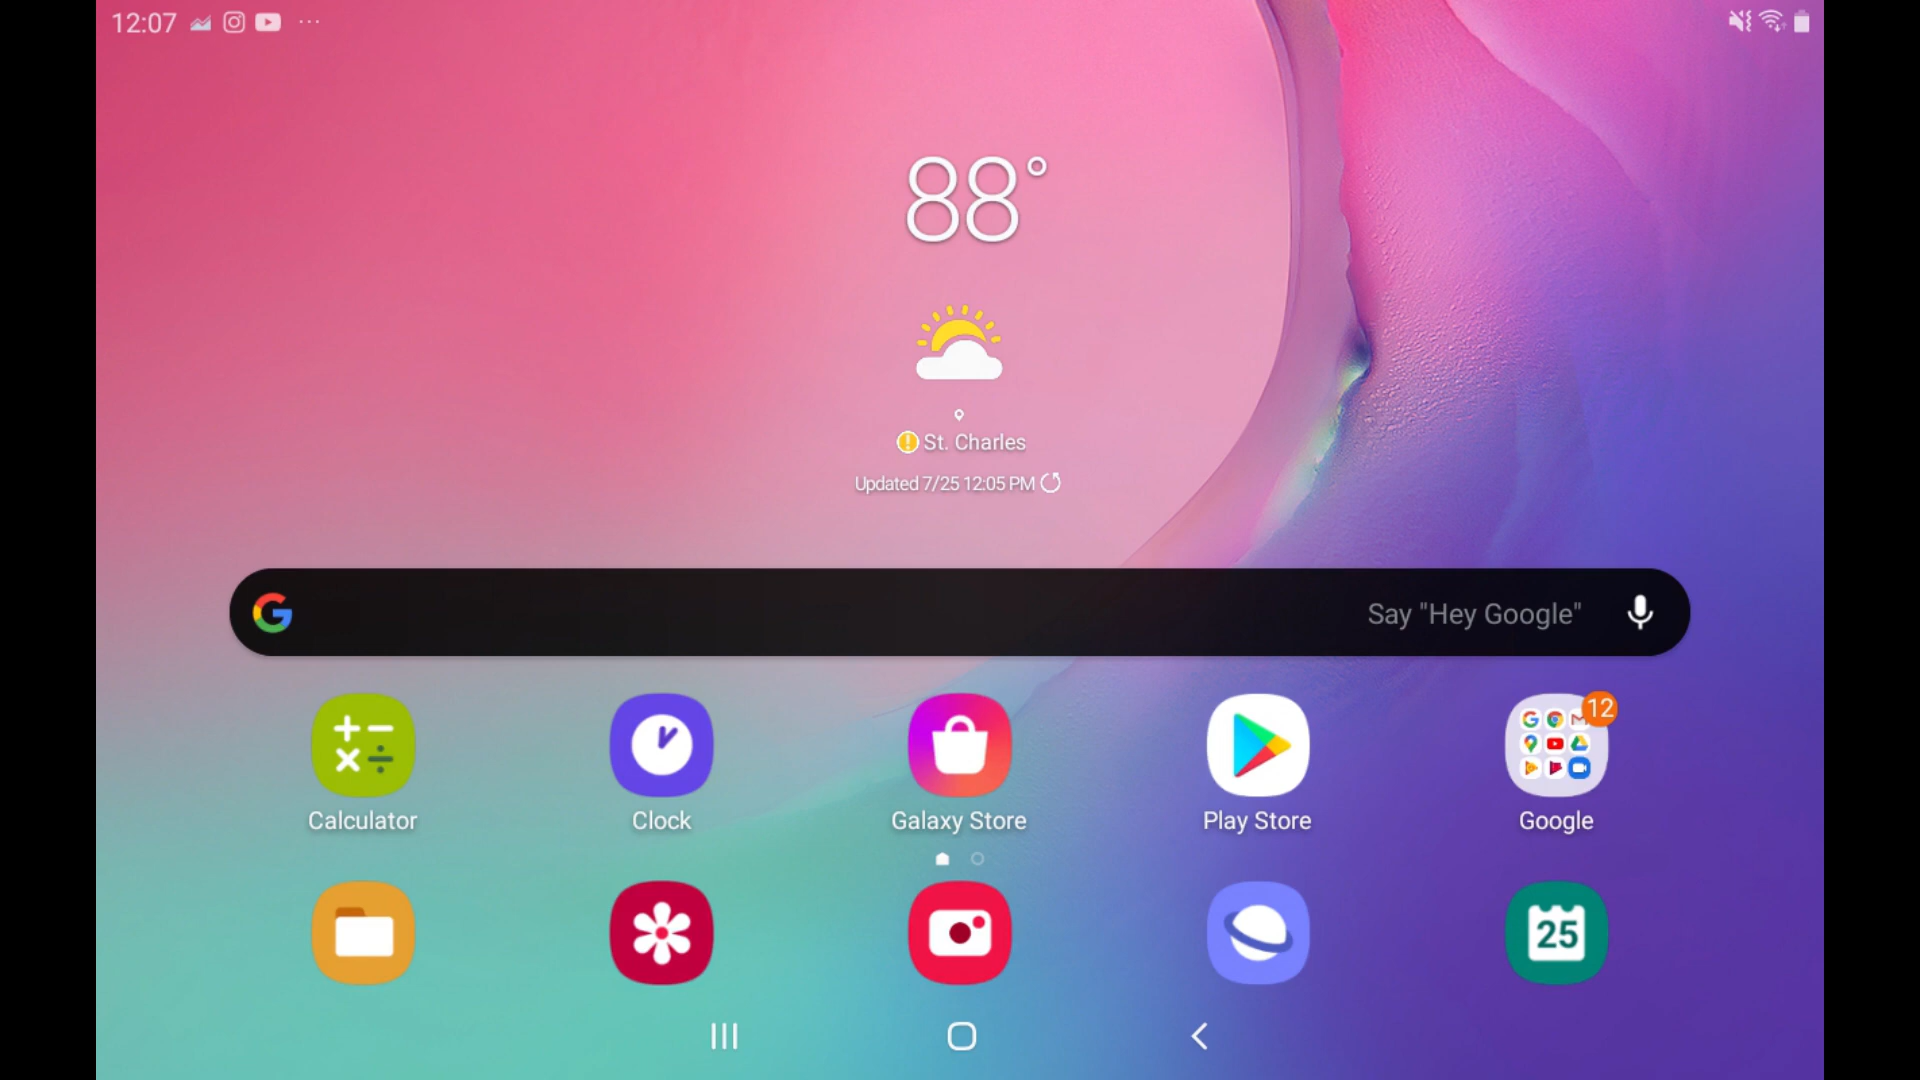 12:07
88°
St. Charles
Updated 7/25 12:05 PM
Say "Hey Google"
12
Calculator
Clock
Galaxy Store
Play Store
Google
25